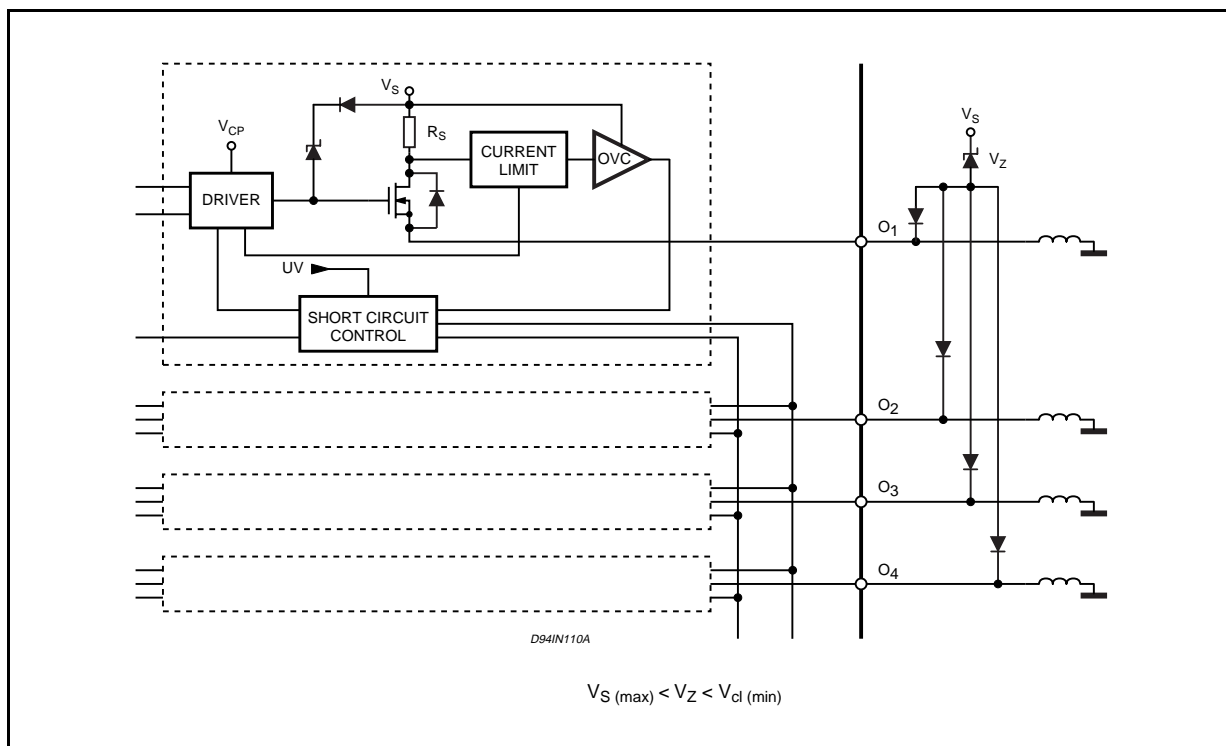 V_S
V_CP
R_S
CURRENT
LIMIT
OVC
DRIVER
UV
SHORT CIRCUIT
CONTROL
V_S
V_Z
O_1
O_2
O_3
O_4
D94IN110A
V_S (max) < V_Z < V_cl (min)